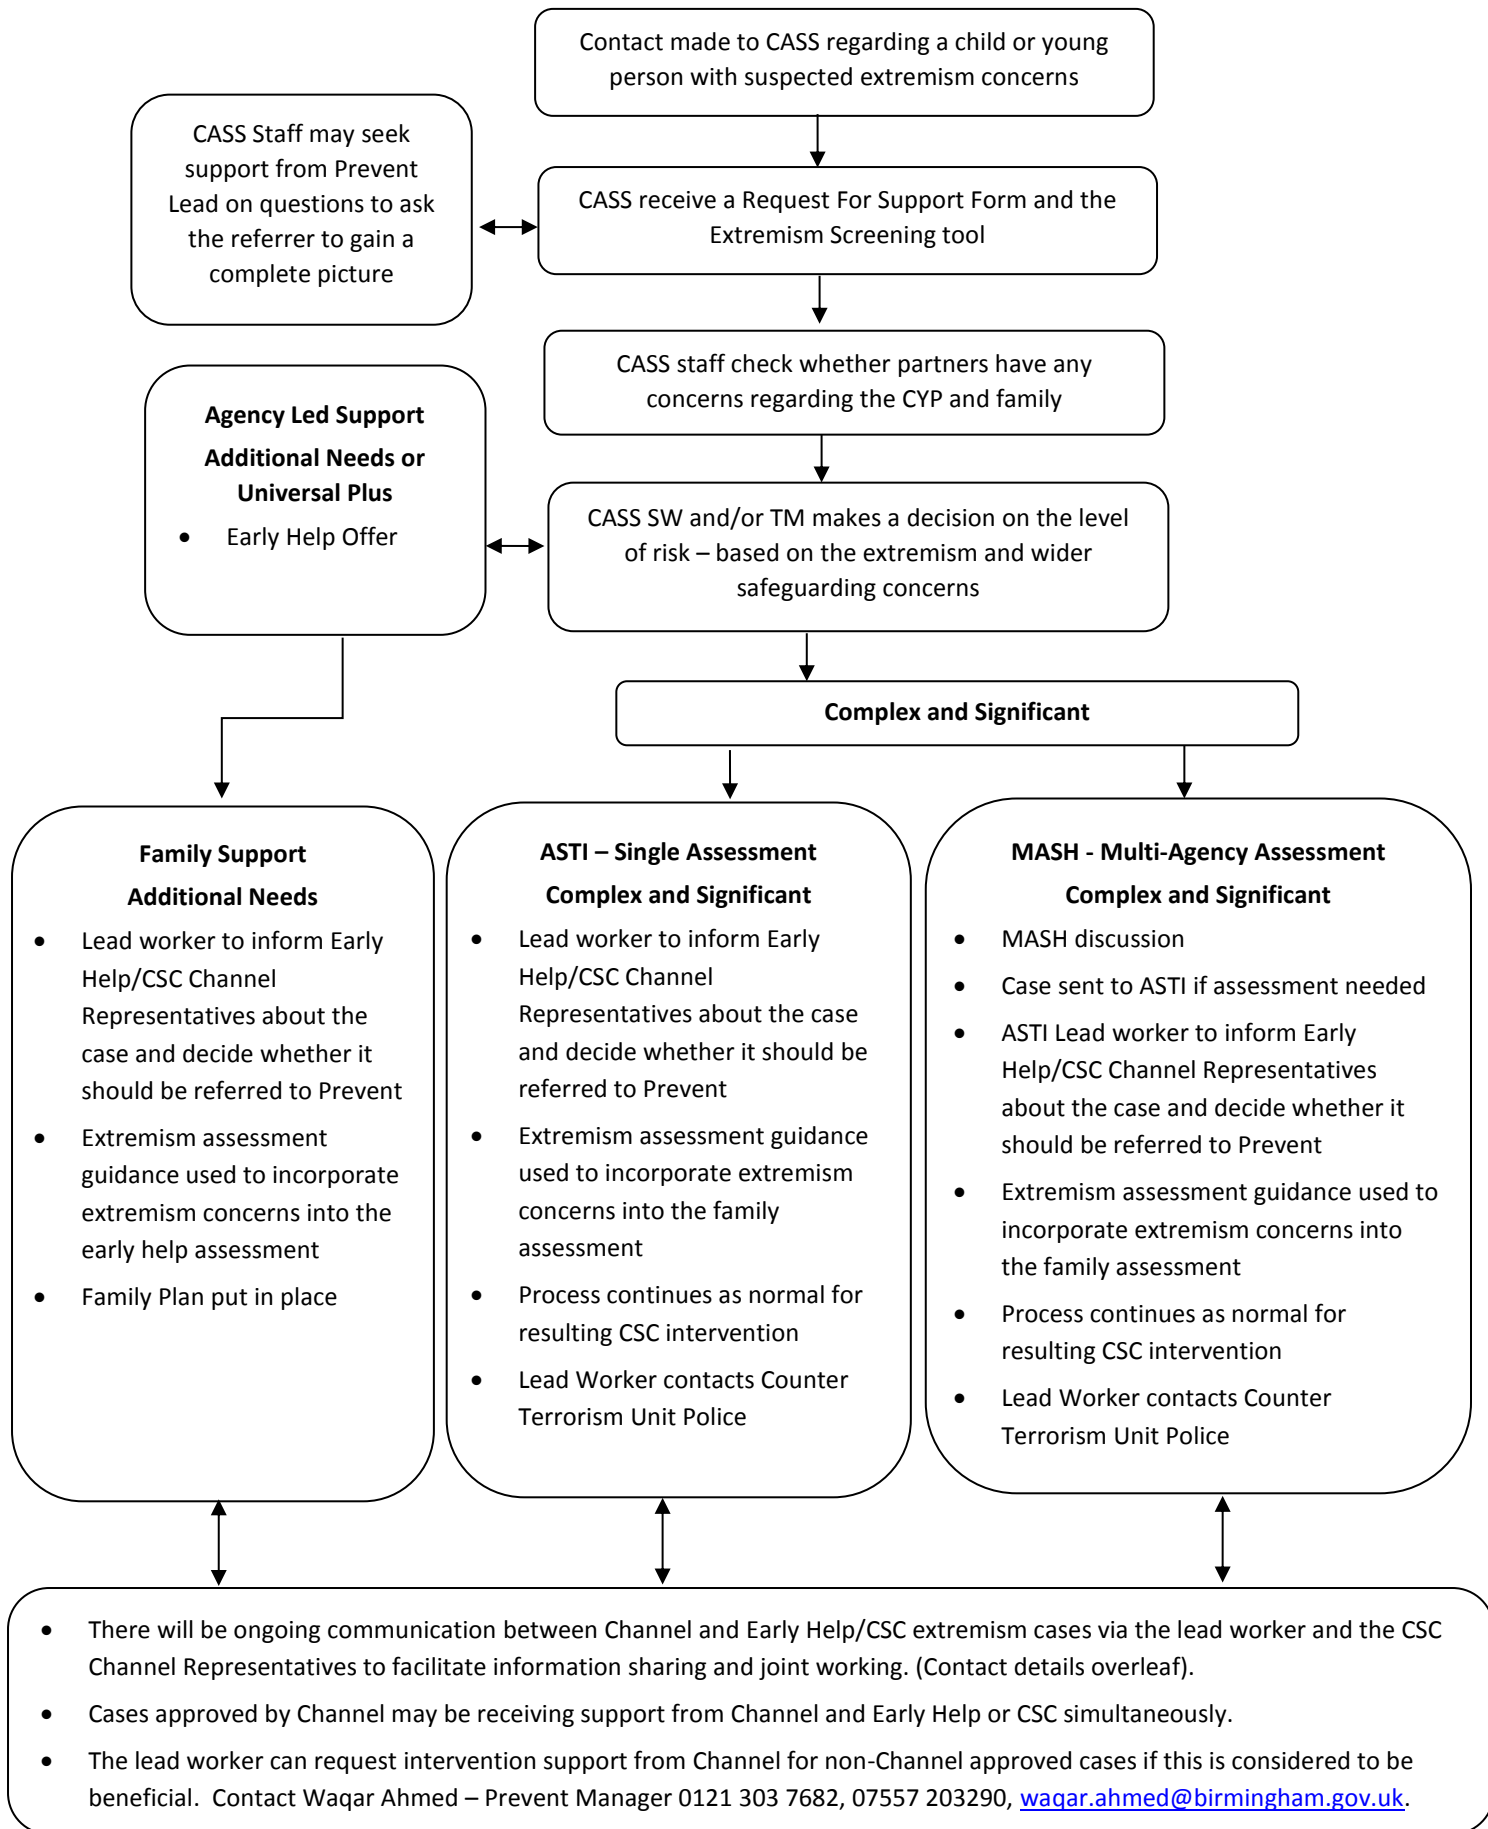 Contact made to CASS regarding a child or young
person with suspected extremism concerns
CASS Staff may seek
support from Prevent
Lead on questions to ask
the referrer to gain a
complete picture
CASS receive a Request For Support Form and the
Extremism Screening tool
CASS staff check whether partners have any
concerns regarding the CYP and family
Agency Led Support
Additional Needs or
Universal Plus
• Early Help Offer
CASS SW and/or TM makes a decision on the level
of risk – based on the extremism and wider
safeguarding concerns
Complex and Significant
Family Support
Additional Needs
• Lead worker to inform Early
Help/CSC Channel
Representatives about the
case and decide whether it
should be referred to Prevent
• Extremism assessment
guidance used to incorporate
extremism concerns into the
early help assessment
• Family Plan put in place
ASTI – Single Assessment
Complex and Significant
• Lead worker to inform Early
Help/CSC Channel
Representatives about the case
and decide whether it should be
referred to Prevent
• Extremism assessment guidance
used to incorporate extremism
concerns into the family
assessment
• Process continues as normal for
resulting CSC intervention
• Lead Worker contacts Counter
Terrorism Unit Police
MASH - Multi-Agency Assessment
Complex and Significant
• MASH discussion
• Case sent to ASTI if assessment needed
• ASTI Lead worker to inform Early
Help/CSC Channel Representatives
about the case and decide whether it
should be referred to Prevent
• Extremism assessment guidance used to
incorporate extremism concerns into
the family assessment
• Process continues as normal for
resulting CSC intervention
• Lead Worker contacts Counter
Terrorism Unit Police
• There will be ongoing communication between Channel and Early Help/CSC extremism cases via the lead worker and the CSC
Channel Representatives to facilitate information sharing and joint working. (Contact details overleaf).
• Cases approved by Channel may be receiving support from Channel and Early Help or CSC simultaneously.
• The lead worker can request intervention support from Channel for non-Channel approved cases if this is considered to be
beneficial.  Contact Waqar Ahmed – Prevent Manager 0121 303 7682, 07557 203290, waqar.ahmed@birmingham.gov.uk.